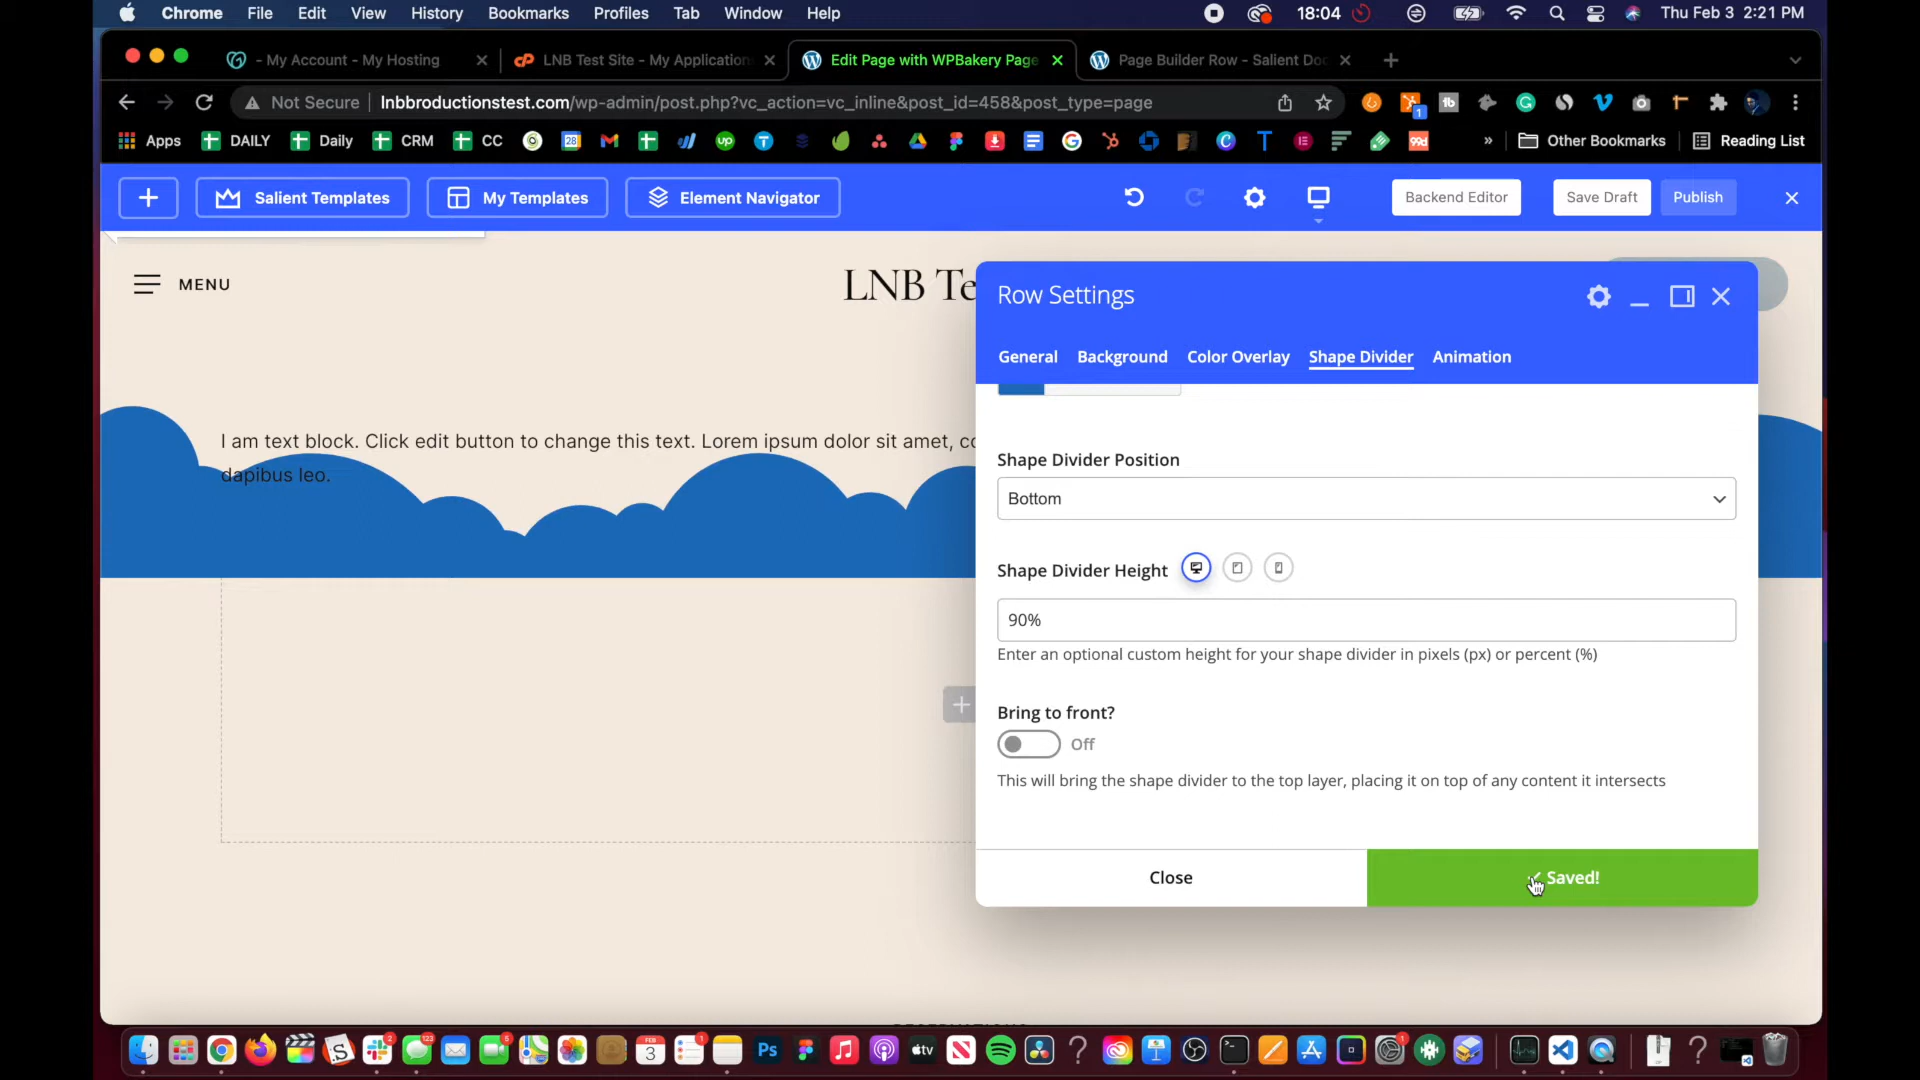 Chrome File Edit View History Bookmarks Profiles Tab Window Help 18:04 Thu Feb 3 2:21 PM
- My Account - My Hosting
LNB Test Site - My Application
Edit Page with WPBakery Page
Page Builder Row - Salient Doc
Not Secure lnbbroductionstest.com/wp-admin/post.php?vc_action=vc_inline&post_id=458&post_type=page
Apps DAILY Daily CRM CC Other Bookmarks Reading List
Salient Templates My Templates Element Navigator Backend Editor Save Draft Publish
MENU
LNB Te
I am text block. Click edit button to change this text. Lorem ipsum dolor sit amet, co
dapibus leo.
Row Settings
General Background Color Overlay Shape Divider Animation
Shape Divider Position
Bottom
Shape Divider Height
90%
Enter an optional custom height for your shape divider in pixels (px) or percent (%)
Bring to front?
Off
This will bring the shape divider to the top layer, placing it on top of any content it intersects
Close
Saved!